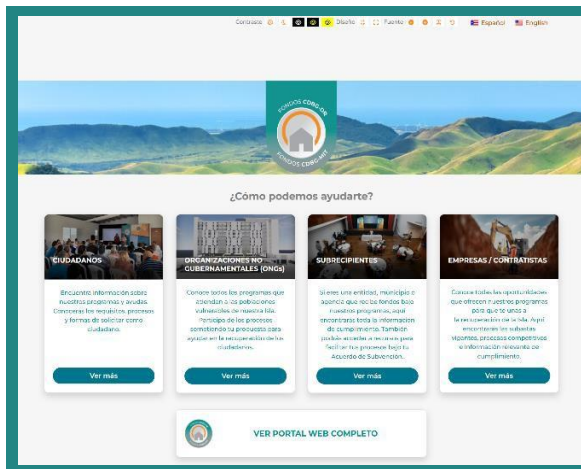 Contraste:
Diseño:
Fuente:
Español
English
FONDOS CDBG-DR
FONDOS CDBG-MIT
¿Cómo podemos ayudarte?
CIUDADANOS
Encuentra información sobre
nuestros programas y ayudas.
Conocerás los requisitos, procesos
y formas de solicitar como
ciudadano.
Ver más
ORGANIZACIONES NO
GUBERNAMENTALES (ONGs)
Conoce todos los programas que
atienden a las poblaciones
vulnerables de nuestra Isla.
Participa de los procesos
sometiendo tu propuesta para
ayudar en la recuperación de los
ciudadanos.
Ver más
SUBRECIPIENTES
Si eres una entidad, municipio o
agencia que recibe fondos bajo
nuestros programas, aquí
encontrarás toda la información
de cumplimiento. También
podrás acceder a recursos para
facilitar tus procesos bajo tu
Acuerdo de Subvención.
Ver más
EMPRESAS / CONTRATISTAS
Conoce todas las oportunidades
que ofrecen nuestros programas
para que te unas a
la recuperación de la Isla. Aquí
encontrarás las subastas
vigentes, procesos competitivos
e información relevante de
cumplimiento.
Ver más
VER PORTAL WEB COMPLETO